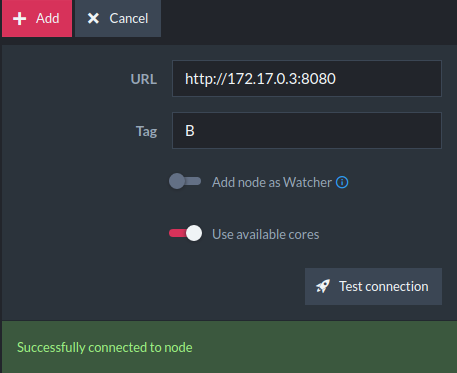 Add Cancel
URL http://172.17.0.3:8080
Tag B
Add node as Watcher
Use available cores
Test connection
Successfully connected to node